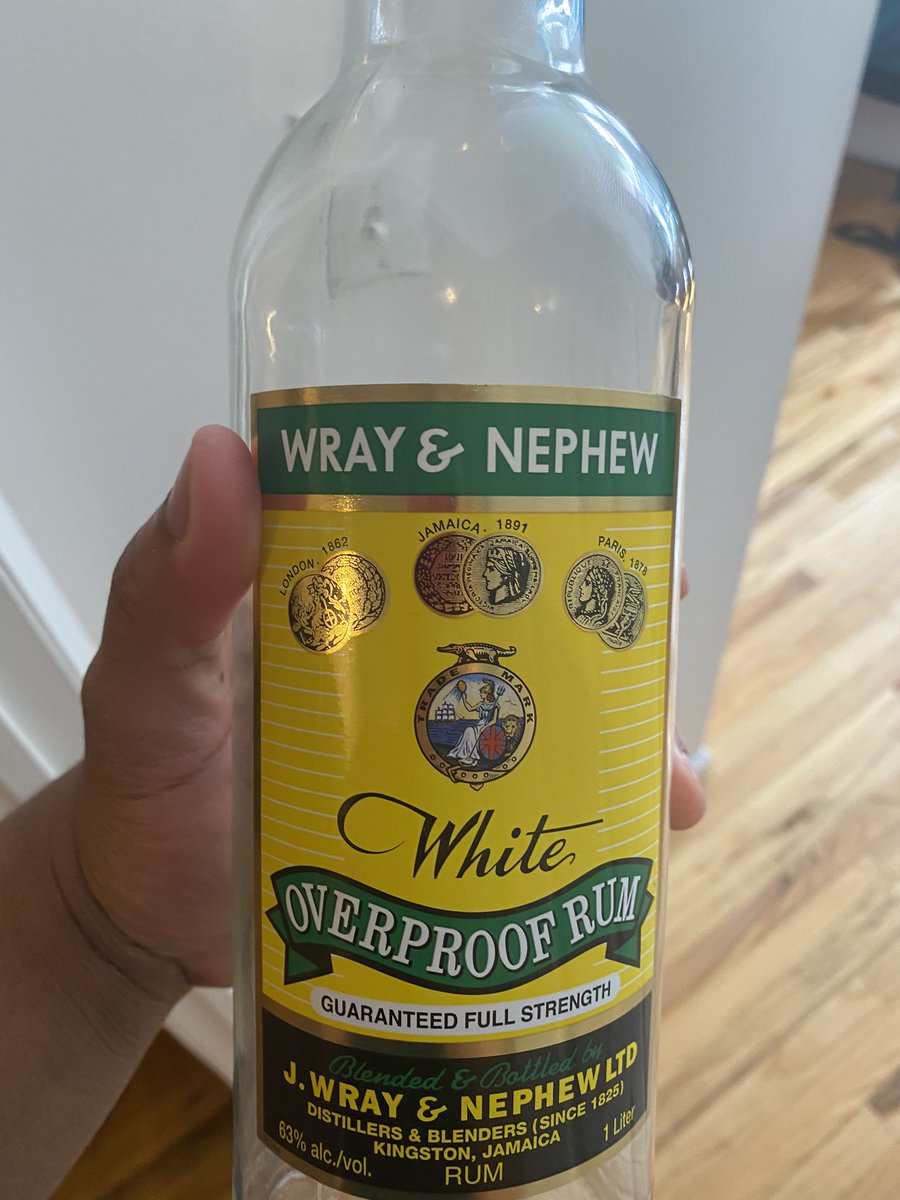 WRAY & NEPHEW
LONDON. 1862
JAMAICA. 1891
PARIS. 1878
TRADE MARK
White
OVERPROOF RUM
GUARANTEED FULL STRENGTH
Blended & Bottled by
J. WRAY & NEPHEW LTD
DISTILLERS & BLENDERS (SINCE 1825)
KINGSTON, JAMAICA
63% alc./vol.
RUM
1 Liter